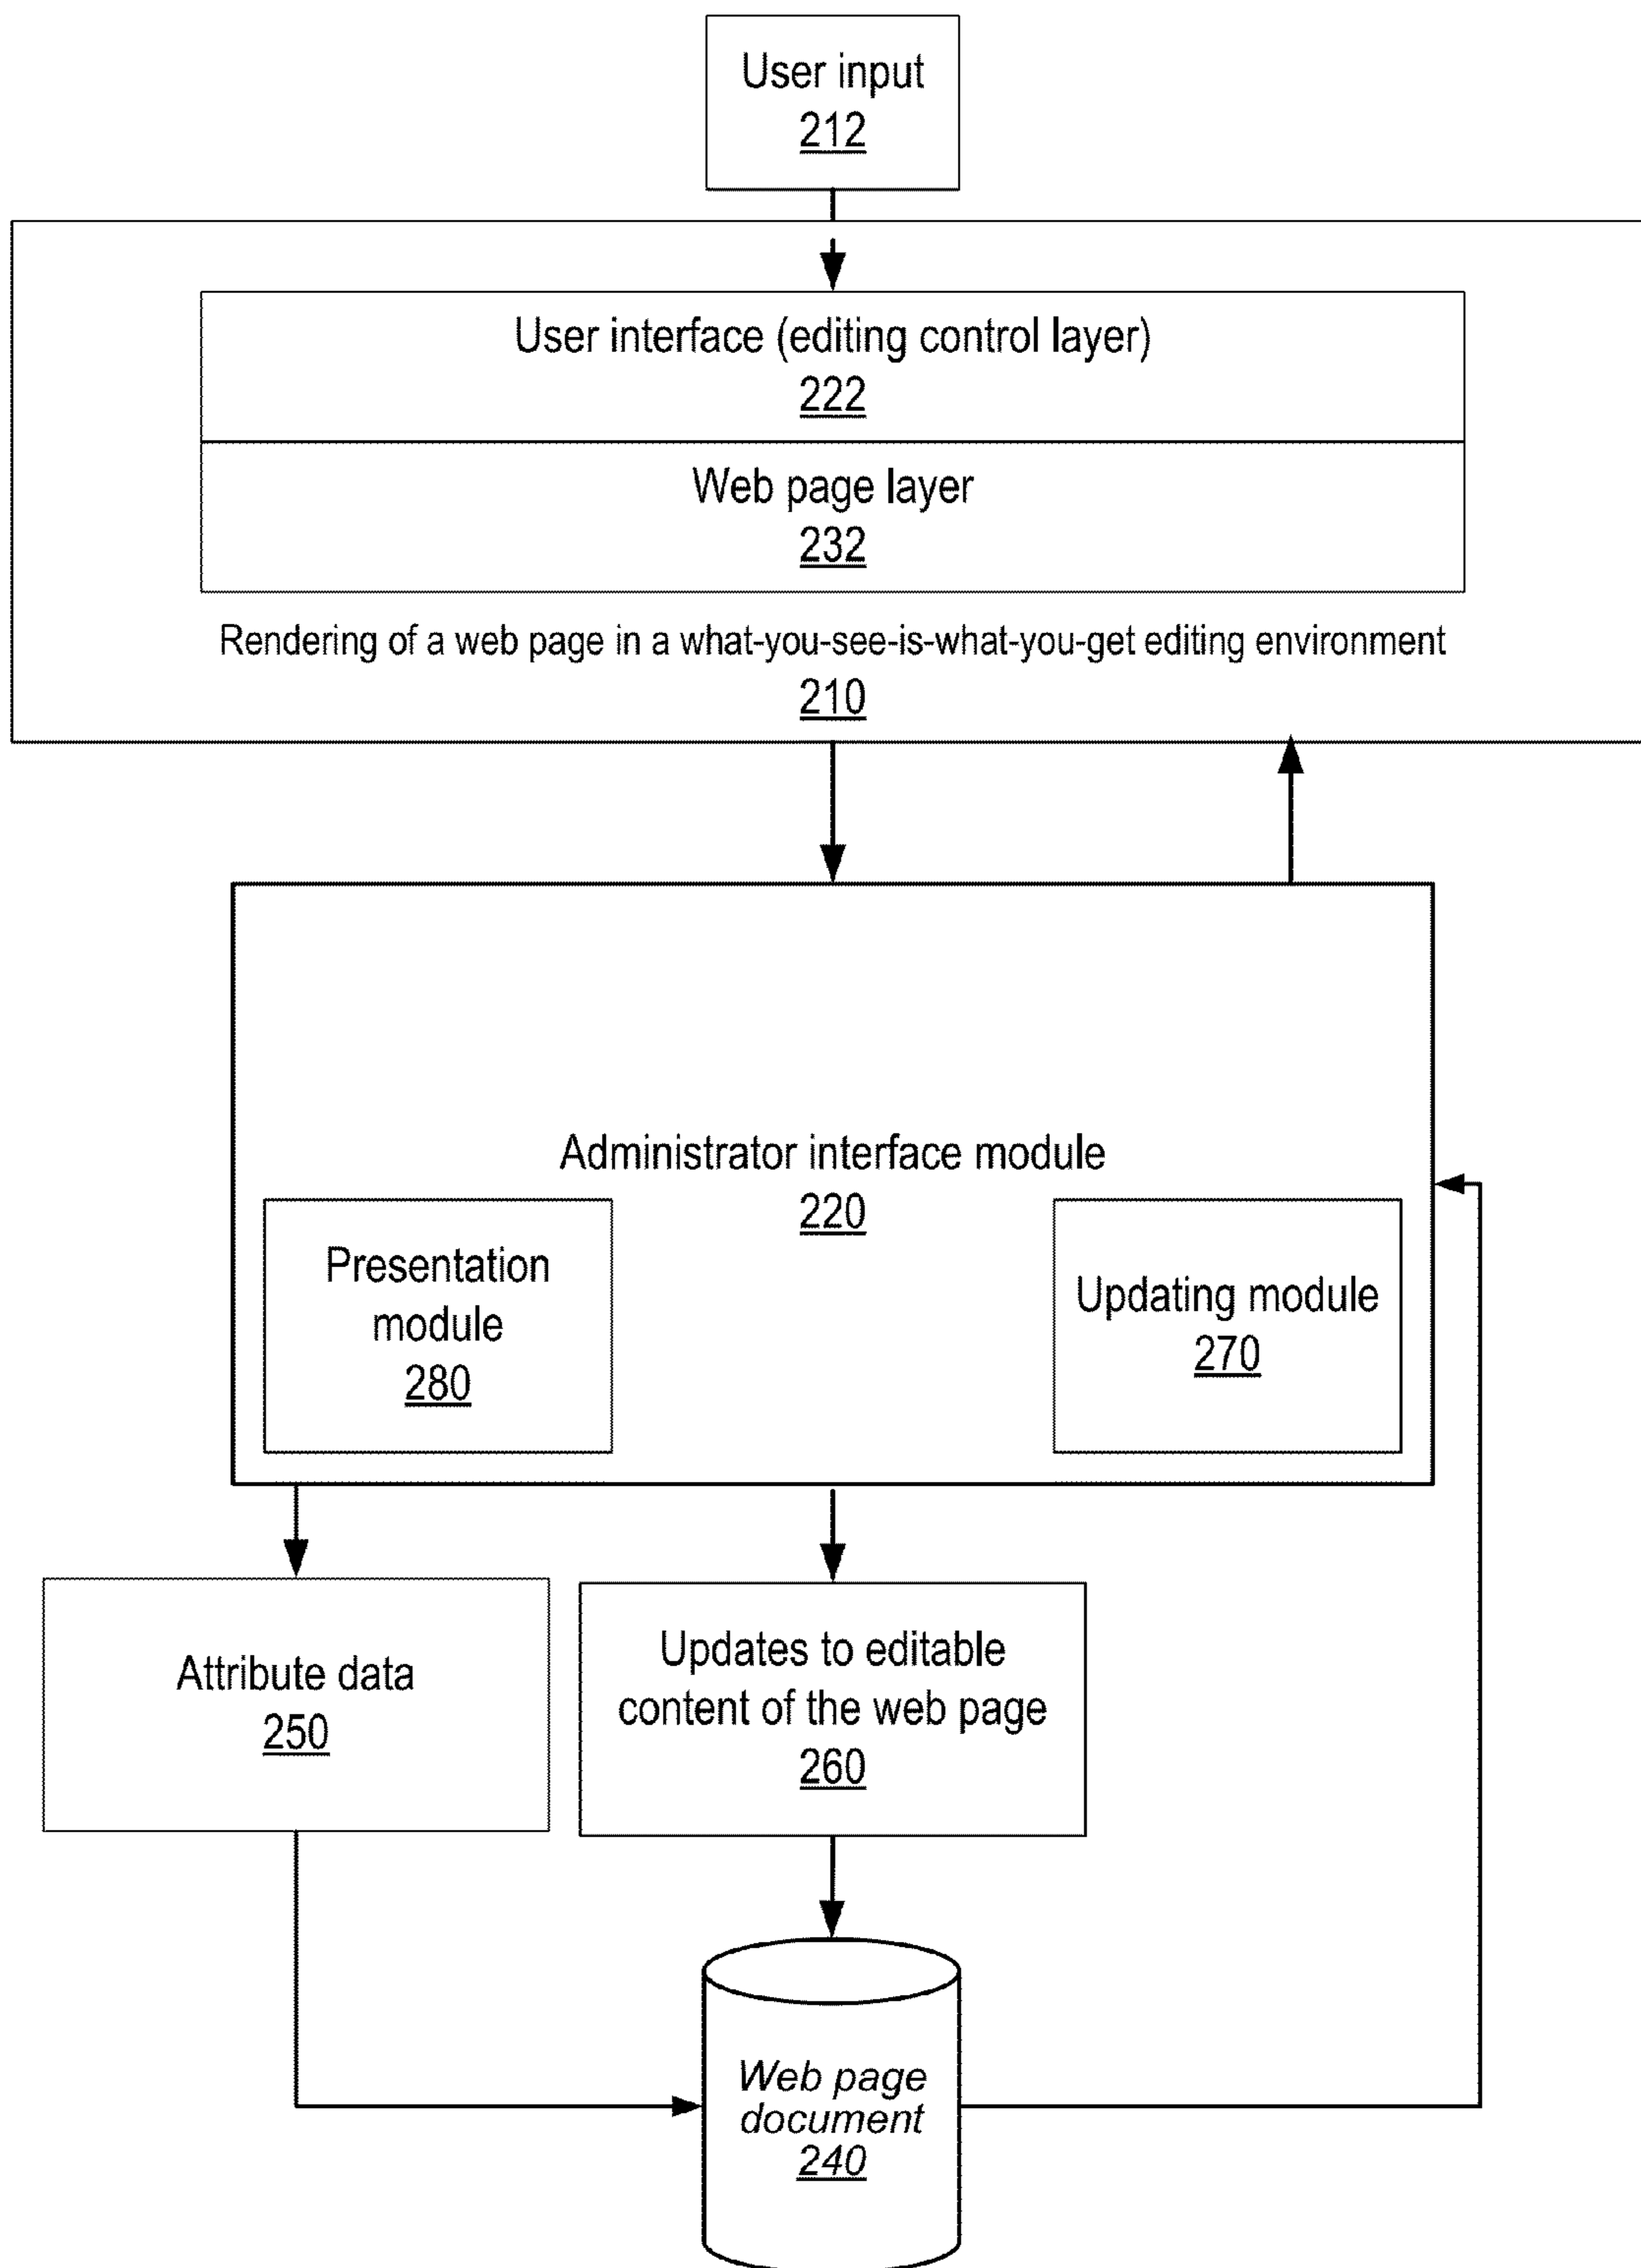 User input
212
User interface (editing control layer)
222
Web page layer
232
Rendering of a web page in a what-you-see-is-what-you-get editing environment
210
Administrator interface module
220
Presentation
module
280
Updating module
270
Attribute data
250
Updates to editable
content of the web page
260
Web page
document
240